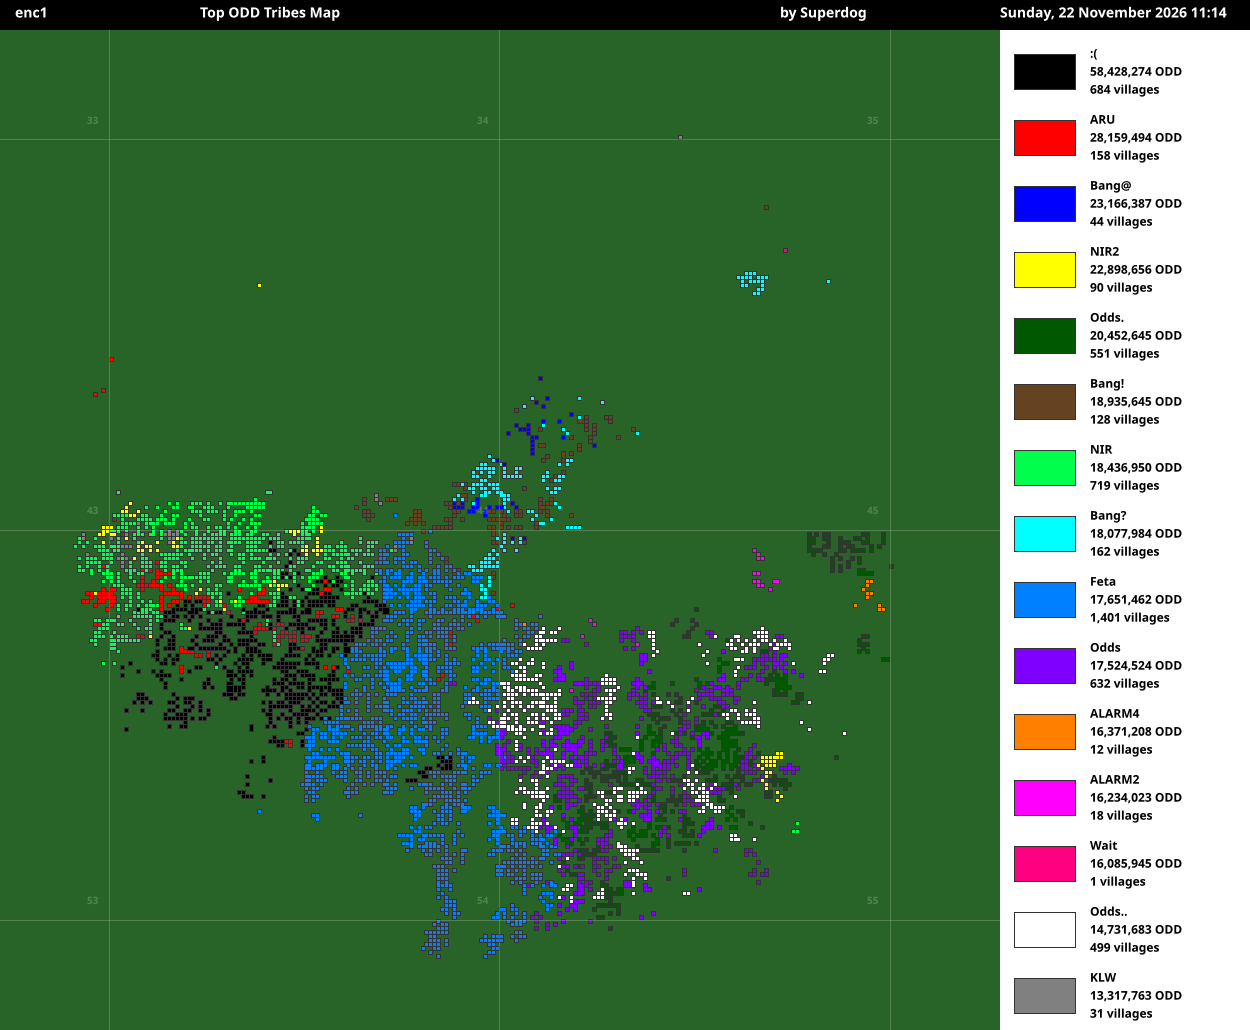 enc1 Top ODD Tribes Map by Superdog Sunday, 22 November 2026 11:14
:(
58,428,274 ODD
684 villages
ARU
28,159,494 ODD
158 villages
Bang@
23,166,387 ODD
44 villages
NIR2
22,898,656 ODD
90 villages
Odds.
20,452,645 ODD
551 villages
Bang!
18,935,645 ODD
128 villages
NIR
18,436,950 ODD
719 villages
Bang?
18,077,984 ODD
162 villages
Feta
17,651,462 ODD
1,401 villages
Odds
17,524,524 ODD
632 villages
ALARM4
16,371,208 ODD
12 villages
ALARM2
16,234,023 ODD
18 villages
Wait
16,085,945 ODD
1 villages
Odds..
14,731,683 ODD
499 villages
KLW
13,317,763 ODD
31 villages
33 34 35
43 45
53 54 55